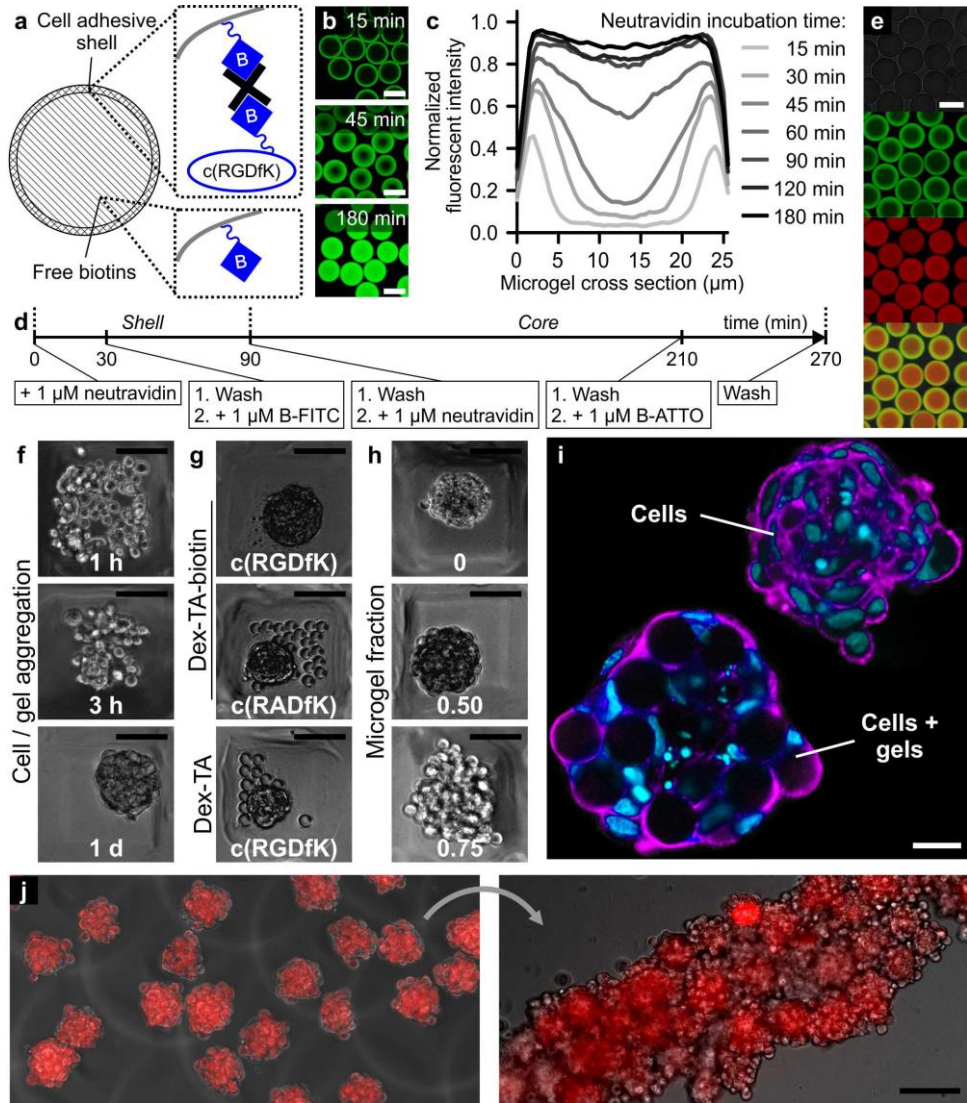 a
Cell adhesive
shell
B
B
c(RGDfK)
B
Free biotins
b
15 min
45 min
180 min
c
Normalized
fluorescent intensity
1.0
0.8
0.6
0.4
0.2
0.0
0
5
10
15
20
25
Microgel cross section (µm)
Neutravidin incubation time:
15 min
30 min
45 min
60 min
90 min
120 min
180 min
e
d
Shell
Core
time (min)
0
30
90
210
270
+ 1 µM neutravidin
1. Wash
2. + 1 µM B-FITC
1. Wash
2. + 1 µM neutravidin
1. Wash
2. + 1 µM B-ATTO
Wash
f
Cell / gel aggregation
1 h
3 h
1 d
g
Dex-TA-biotin
Dex-TA
c(RGDfK)
c(RADfK)
c(RGDfK)
h
Microgel fraction
0
0.50
0.75
i
Cells
Cells +
gels
j